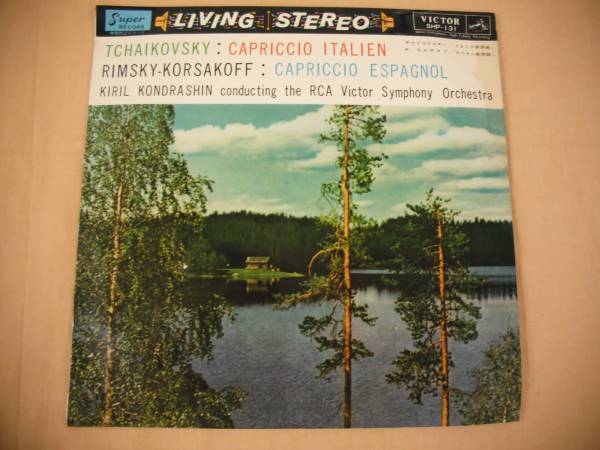 Super
RECORD
LIVING STEREO
VICTOR
SHP-131
TCHAIKOVSKY : CAPRICCIO ITALIEN
RIMSKY-KORSAKOFF : CAPRICCIO ESPAGNOL
KIRIL KONDRASHIN conducting the RCA Victor Symphony Orchestra